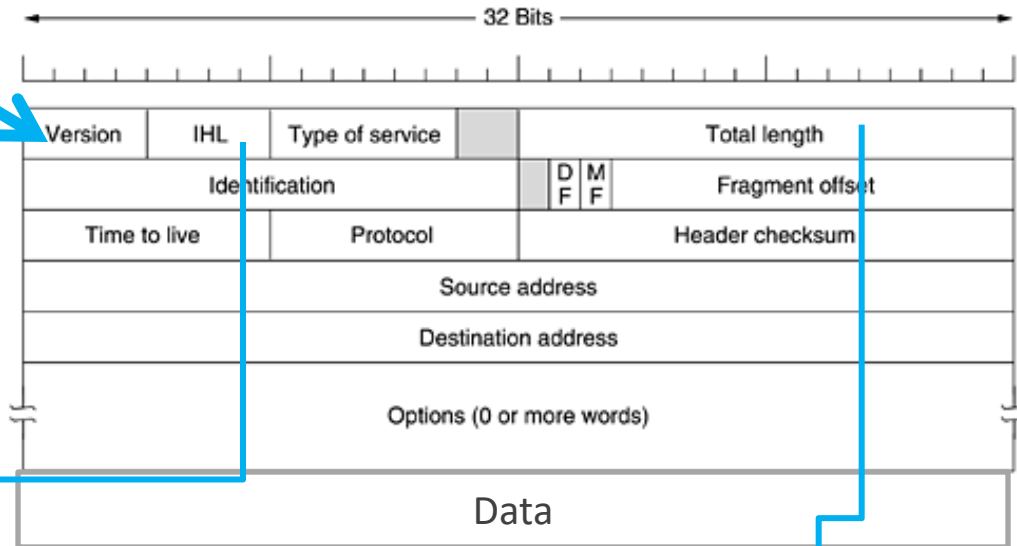 32 Bits
Version IHL Type of service Total length
Identification D M Fragment offset
F F
Time to live Protocol Header checksum
Source address
Destination address
Options (0 or more words)
Data